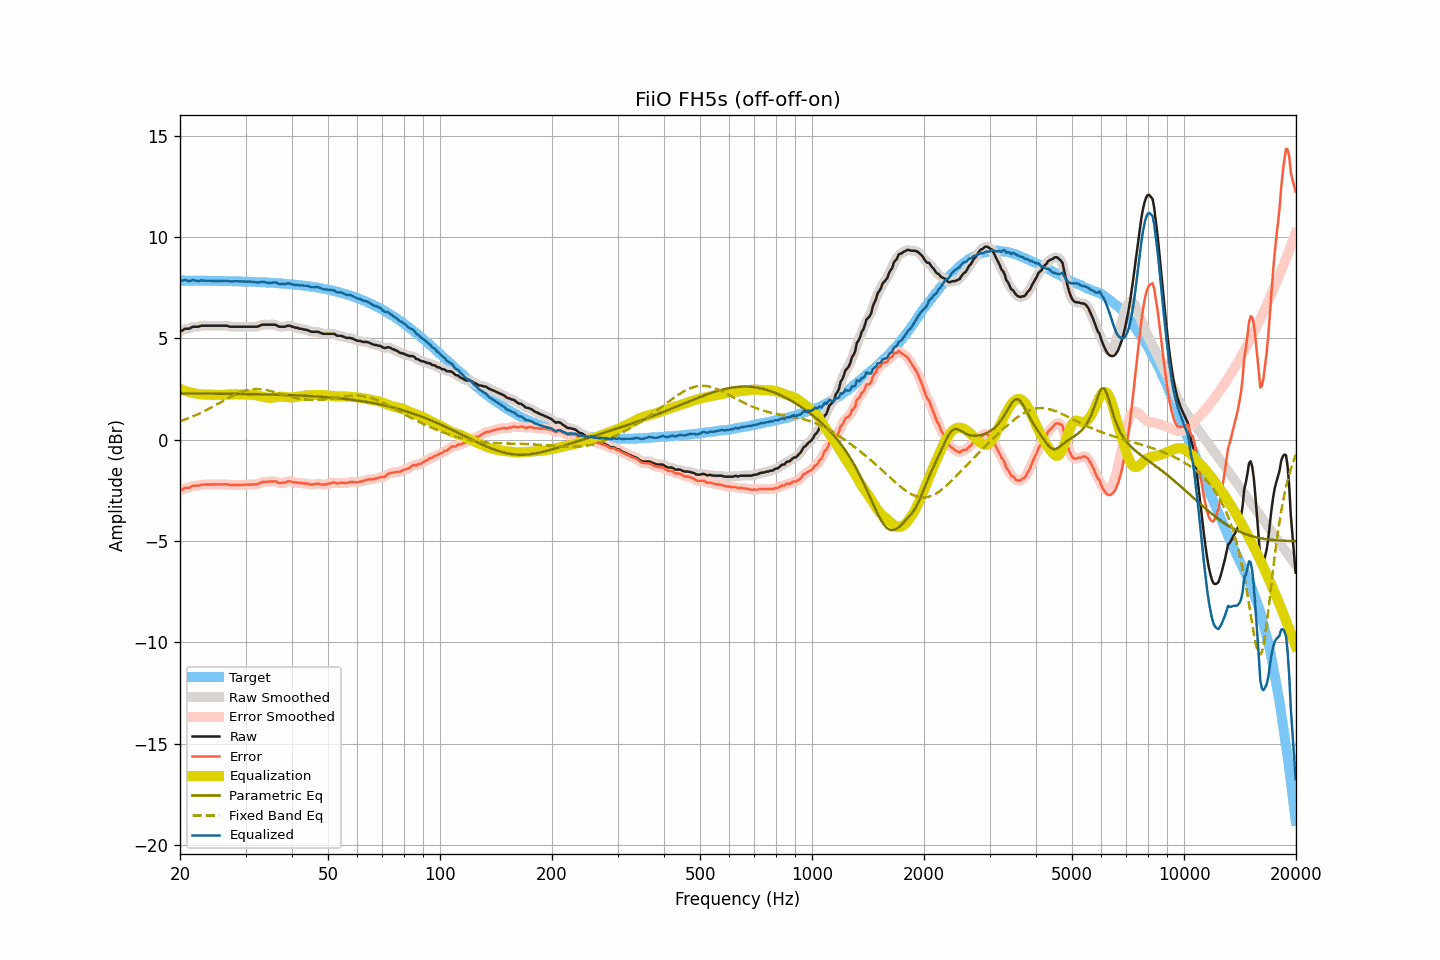 FiiO FH5s (off-off-on)
15
10
5
0
−5
−10
−15
−20
Amplitude (dBr)
Target
Raw Smoothed
Error Smoothed
Raw
Error
Equalization
Parametric Eq
Fixed Band Eq
Equalized
20 50 100 200 500 1000 2000 5000 10000 20000
Frequency (Hz)